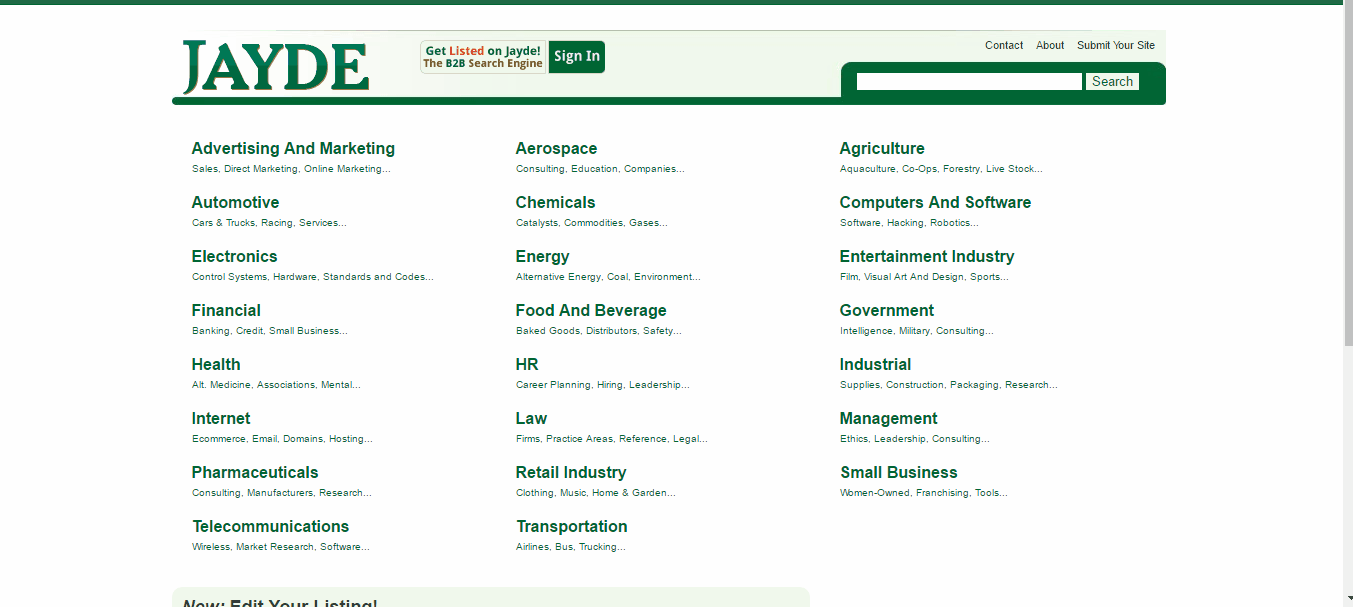 JAYDE
Get Listed on Jayde!
The B2B Search Engine
Sign In
Contact About Submit Your Site
Search
Advertising And Marketing
Sales, Direct Marketing, Online Marketing...
Aerospace
Consulting, Education, Companies...
Agriculture
Aquaculture, Co-Ops, Forestry, Live Stock...
Automotive
Cars & Trucks, Racing, Services...
Chemicals
Catalysts, Commodities, Gases...
Computers And Software
Software, Hacking, Robotics...
Electronics
Control Systems, Hardware, Standards and Codes...
Energy
Alternative Energy, Coal, Environment...
Entertainment Industry
Film, Visual Art And Design, Sports...
Financial
Banking, Credit, Small Business...
Food And Beverage
Baked Goods, Distributors, Safety...
Government
Intelligence, Military, Consulting...
Health
Alt. Medicine, Associations, Mental...
HR
Career Planning, Hiring, Leadership...
Industrial
Supplies, Construction, Packaging, Research...
Internet
Ecommerce, Email, Domains, Hosting...
Law
Firms, Practice Areas, Reference, Legal...
Management
Ethics, Leadership, Consulting...
Pharmaceuticals
Consulting, Manufacturers, Research...
Retail Industry
Clothing, Music, Home & Garden...
Small Business
Women-Owned, Franchising, Tools...
Telecommunications
Wireless, Market Research, Software...
Transportation
Airlines, Bus, Trucking...
New: Edit Your Listing!